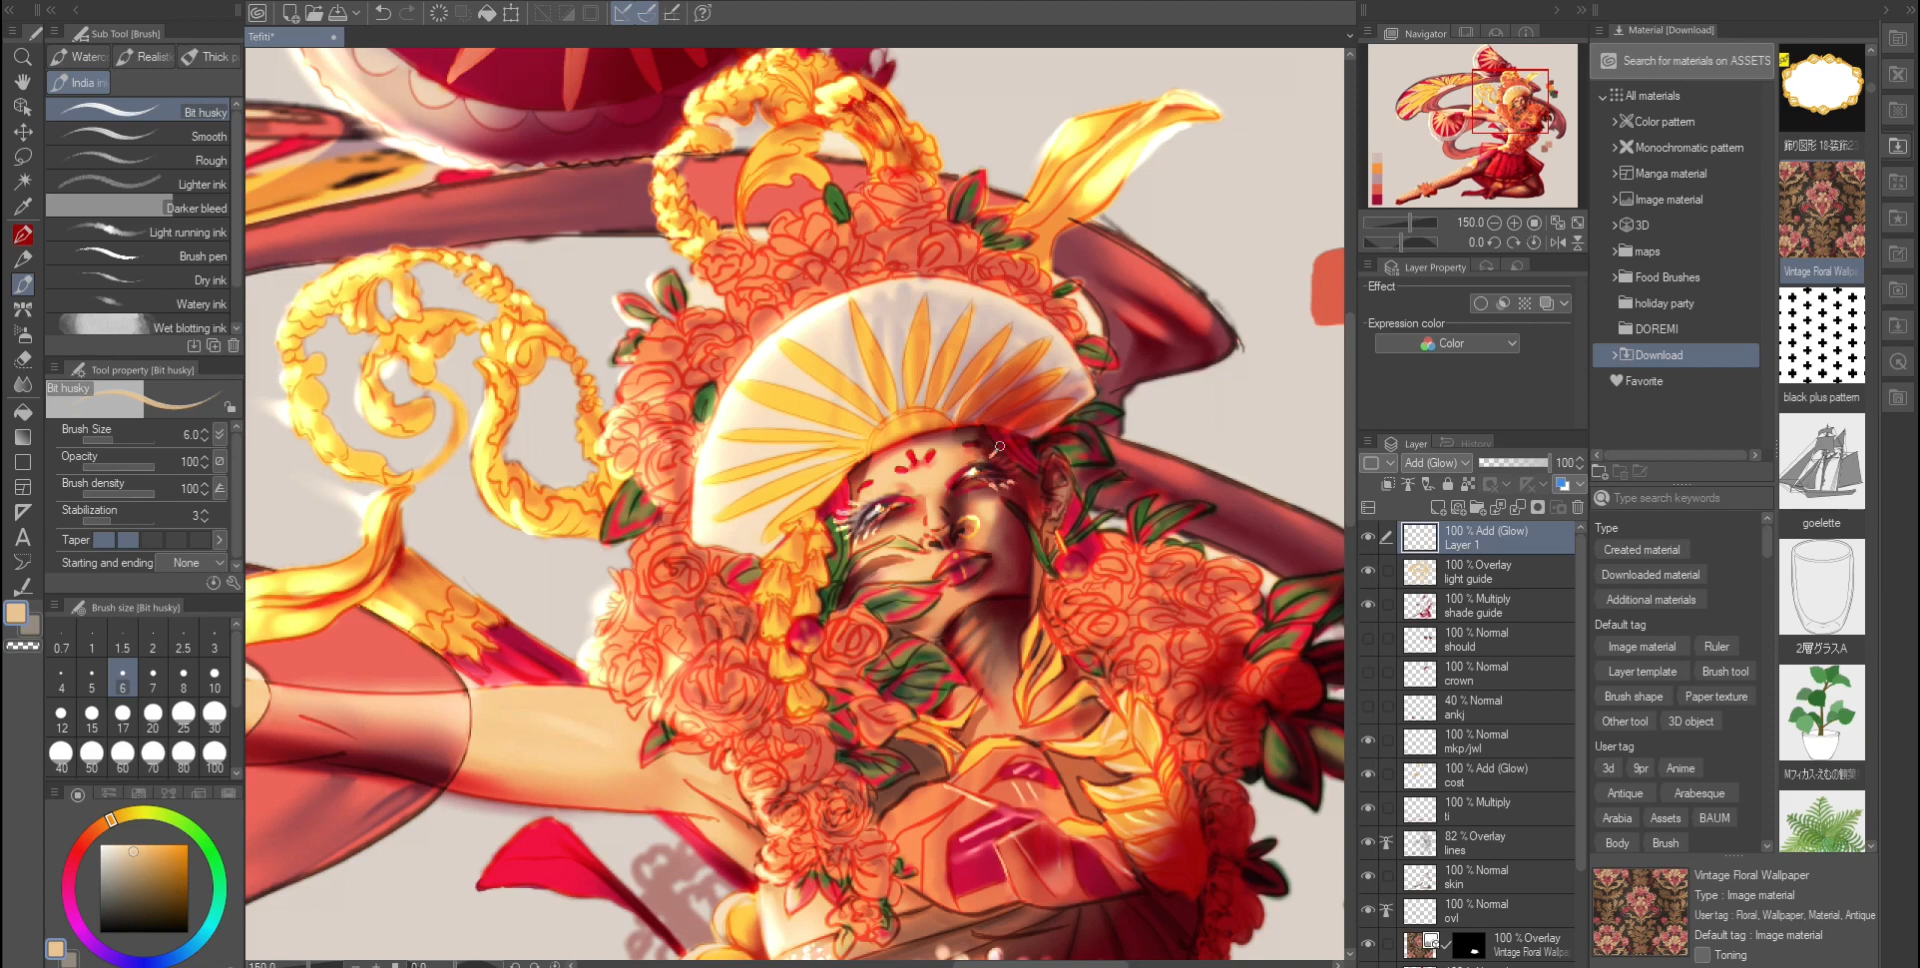 Sub Tool [Brush]
Thick p
India in
Bit husky
Smooth
Rough
Lighter ink
Darker bleed
Light running ink
Brush pen
Dry ink
Watery ink
Wet blotting ink
Tool property [Bit husky]
Bit husky
Brush Size 6.0
Opacity 100
Brush density 100
Stabilization 3
Taper
Starting and ending None
Brush size [Bit husky]
0.7 1 1.5 2 2.5 3
4 5 6 7 8 10
12 15 17 20 25 30
40 50 60 70 80 100
Tefiti*
150.0 0.0
Navigator
150.0
0.0
Layer Property
Effect
Expression color
Color
Layer History
Add (Glow) 100
100 % Add (Glow)
Layer 1
100 % Overlay
light guide
100 % Multiply
shade guide
100 % Normal
should
100 % Normal
crown
40 % Normal
ankj
100 % Normal
mkp/jwl
100 % Add (Glow)
cost
100 % Multiply
ti
82 % Overlay
lines
100 % Normal
skin
100 % Normal
ovl
100 % Overlay
Vintage Floral Wallpa
Material [Download]
Search for materials on ASSETS
All materials
Color pattern
Monochromatic pattern
Manga material
Image material
3D
maps
Food Brushes
holiday party
DOREMI
Download
Favorite
Type search keywords
Type
Created material
Downloaded material
Additional materials
Default tag
Image material Ruler
Layer template Brush tool
Brush shape Paper texture
Other tool 3D object
User tag
3d 9pr Anime
Antique Arabesque
Arabia Assets BAUM
Body Brush
Vintage Floral Wallp
black plus pattern
goelette
2層グラスA
Vintage Floral Wallpaper
Type : Image material
User tag : Floral, Wallpaper, Material, Antique
Default tag : Image material
Toning